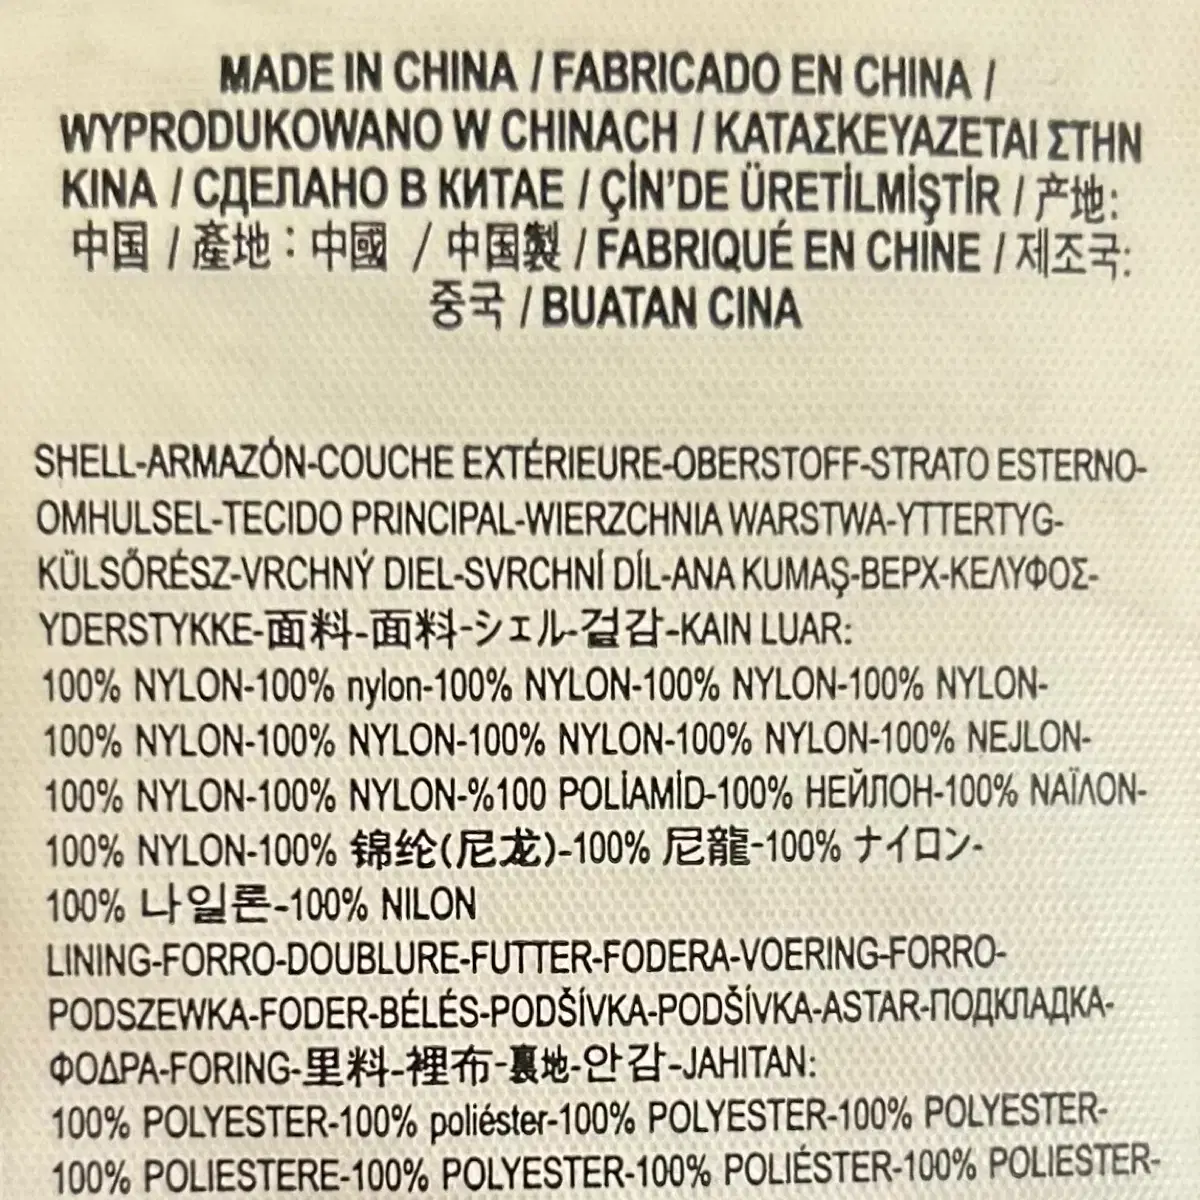 MADE IN CHINA / FABRICADO EN CHINA /
WYPRODUKOWANO W CHINACH / ΚΑΤΑΣΚΕΥΑΖΕΤΑΙ ΣΤΗΝ
ΚΙΝΑ / СДЕЛАНО В КИТАЕ / ÇİN'DE ÜRETİLMİŞTİR / 产地:
中国 / 產地：中國 / 中国製 / FABRIQUÉ EN CHINE / 제조국:
중국 / BUATAN CINA
SHELL-ARMAZÓN-COUCHE EXTÉRIEURE-OBERSTOFF-STRATO ESTERNO-
OMHULSEL-TECIDO PRINCIPAL-WIERZCHNIA WARSTWA-YTTERTYG-
KÜLSŐRÉSZ-VRCHNÝ DIEL-SVRCHNÍ DÍL-ANA KUMAŞ-ВЕРХ-ΚΕΛΥΦΟΣ-
YDERSTYKKE-面料-面料-シェル-겉감-KAIN LUAR:
100% NYLON-100% nylon-100% NYLON-100% NYLON-100% NYLON-
100% NYLON-100% NYLON-100% NYLON-100% NYLON-100% NEJLON-
100% NYLON-100% NYLON-%100 POLİAMİD-100% НЕЙЛОН-100% ΝΑΪΛΟΝ-
100% NYLON-100% 锦纶(尼龙)-100% 尼龍-100% ナイロン-
100% 나일론-100% NILON
LINING-FORRO-DOUBLURE-FUTTER-FODERA-VOERING-FORRO-
PODSZEWKA-FODER-BÉLÉS-PODŠÍVKA-PODŠÍVKA-ASTAR-ПОДКЛАДКА-
ΦΟΔΡΑ-FORING-里料-裡布-裏地-안감-JAHITAN:
100% POLYESTER-100% poliéster-100% POLYESTER-100% POLYESTER-
100% POLIESTERE-100% POLYESTER-100% POLIÉSTER-100% POLIESTER-